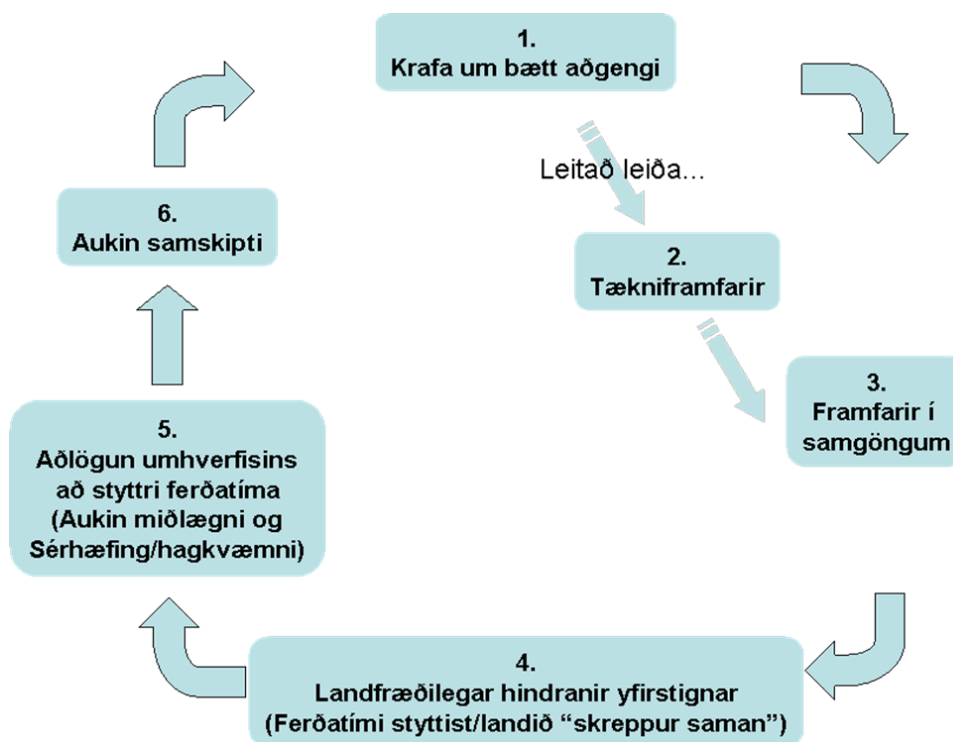 1.
Krafa um bætt aðgengi
Leitað leiða...
2.
Tækniframfarir
3.
Framfarir í
samgöngum
4.
Landfræðilegar hindranir yfirstignar
(Ferðatími styttist/landið “skreppur saman”)
5.
Aðlögun umhverfisins
að styttri ferðatíma
(Aukin miðlægni og
Sérhæfing/hagkvæmni)
6.
Aukin samskipti